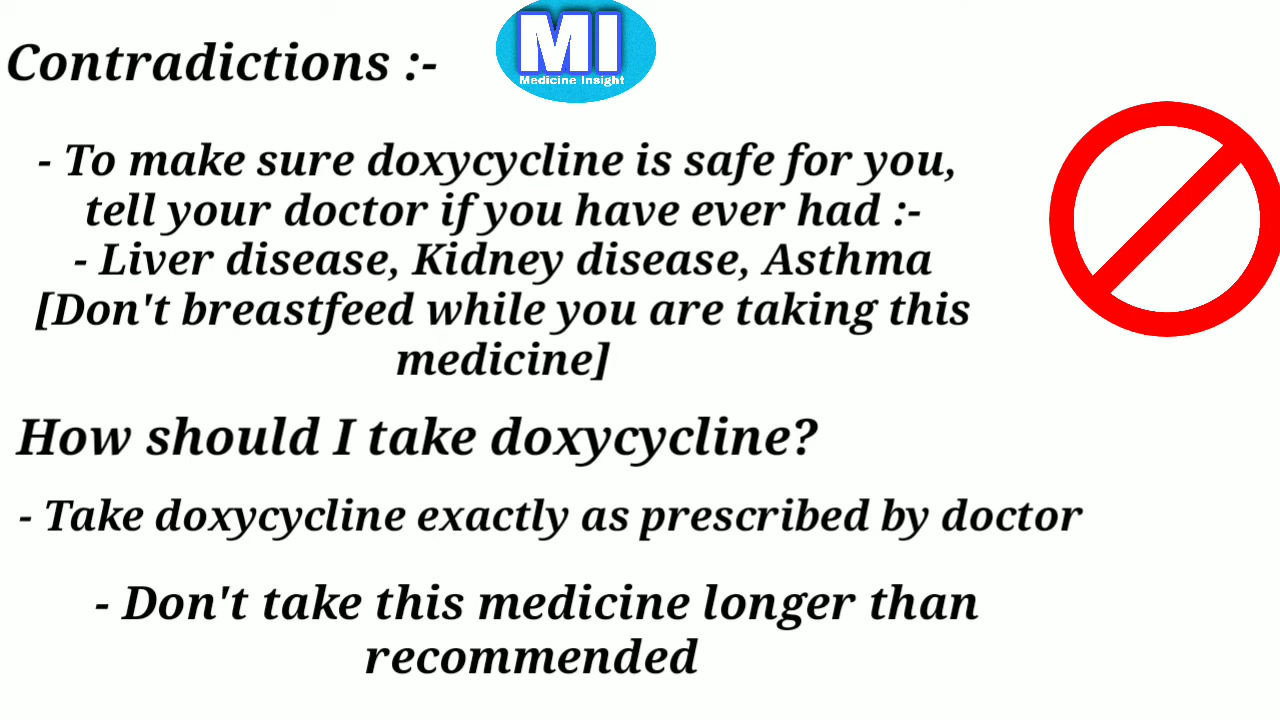 Contradictions :-
MI
Medicine Insight
- To make sure doxycycline is safe for you,
tell your doctor if you have ever had :-
- Liver disease, Kidney disease, Asthma
[Don't breastfeed while you are taking this
medicine]
How should I take doxycycline?
- Take doxycycline exactly as prescribed by doctor
- Don't take this medicine longer than
recommended